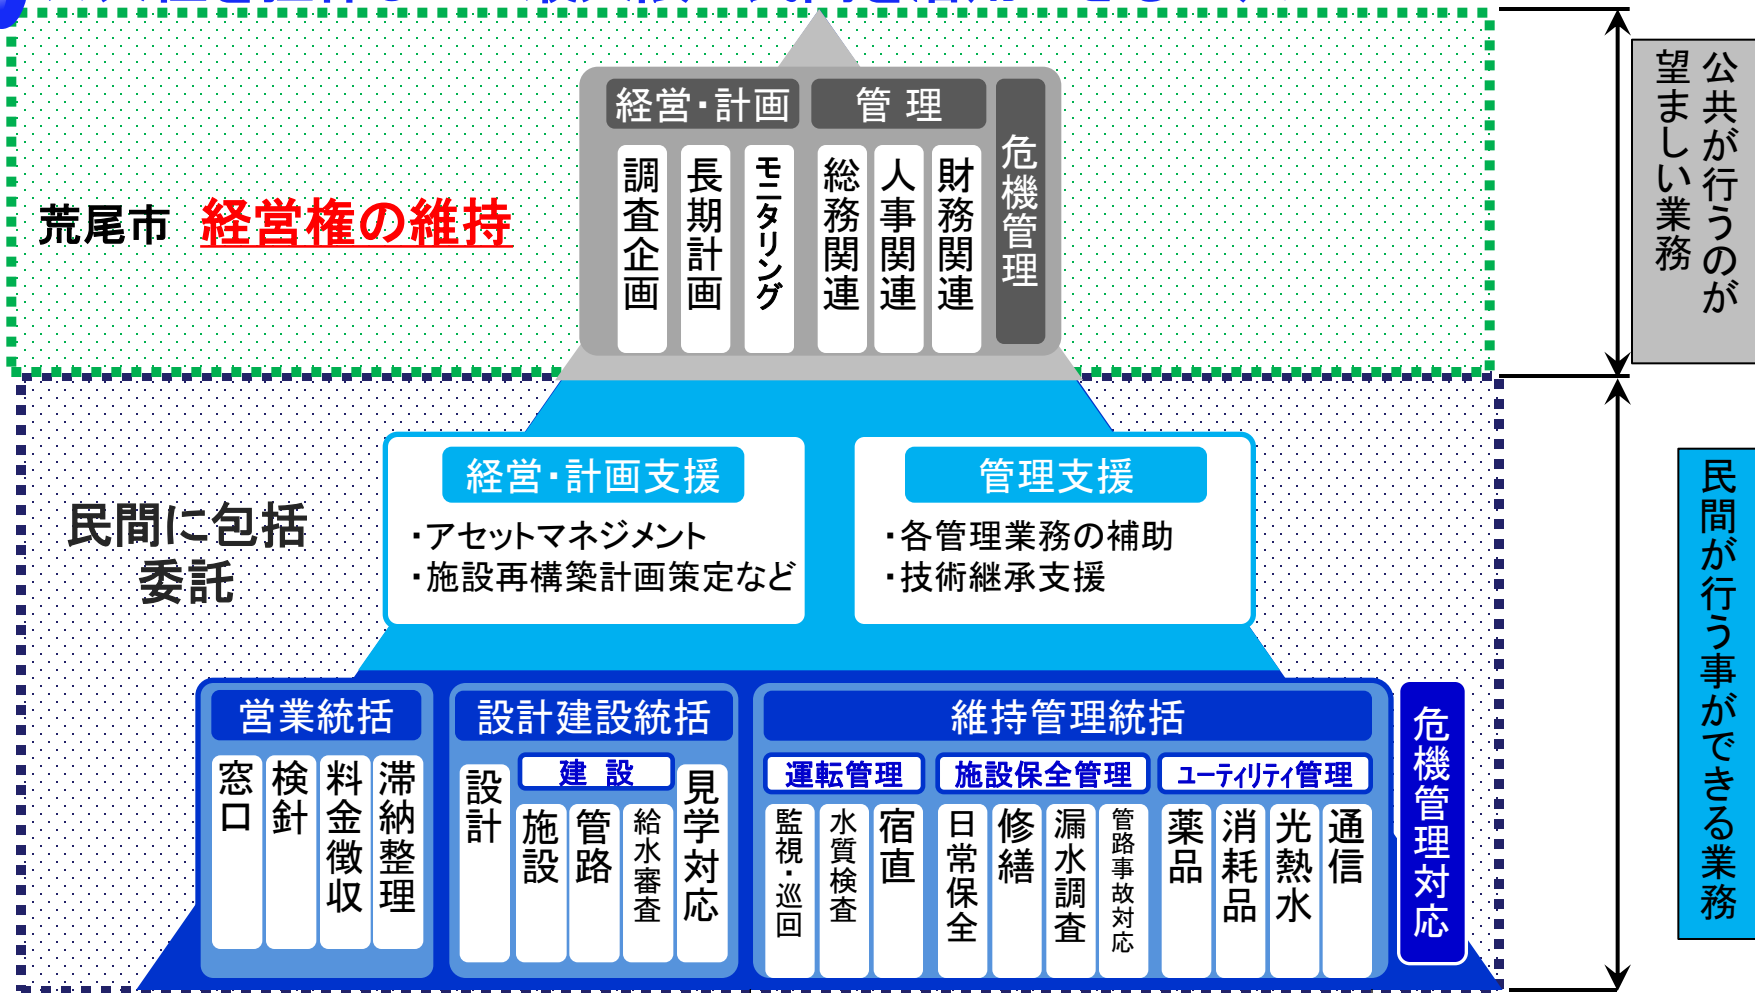 経営・計画
管 理
危機管理
調査企画
長期計画
モニタリング
総務関連
人事関連
財務関連
荒尾市 経営権の維持
公共が行うのが
望ましい業務
経営・計画支援
・アセットマネジメント
・施設再構築計画策定など
管理支援
・各管理業務の補助
・技術継承支援
民間に包括
委託
民間が行う事ができる業務
営業統括
窓口
検針
料金徴収
滞納整理
設計建設統括
設計
建 設
施設
管路
給水審査
見学対応
維持管理統括
運転管理
監視・巡回
水質検査
宿直
施設保全管理
日常保全
修繕
漏水調査
管路事故対応
ユーティリティ管理
薬品
消耗品
光熱水
通信
危機管理対応